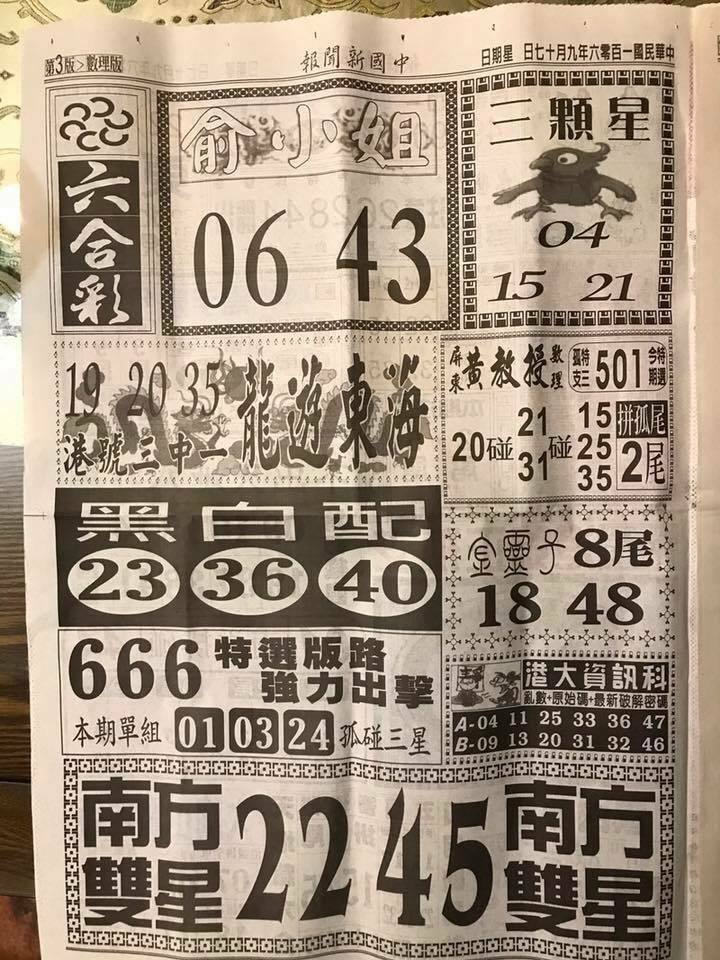 第3版>數理版
中國新聞報
中華民國一百零六年九月十七日 星期日
六合彩
俞小姐
06 43
三顆星
04
15 21
19 20 35
港號三中一
龍遊東海
屏東黃教授數理
孤支特三 501 今期特選
20碰
21
31
碰
15
25
35
拼孤尾
2尾
黑白配
23 36 40
金靈子 8尾
18 48
666 特選版路
強力出擊
本期單組 01 03 24 孤碰三星
港大資訊科
亂數+原始碼+最新破解密碼
A-04 11 25 33 36 47
B-09 13 20 31 32 46
南方雙星
2245
南方雙星